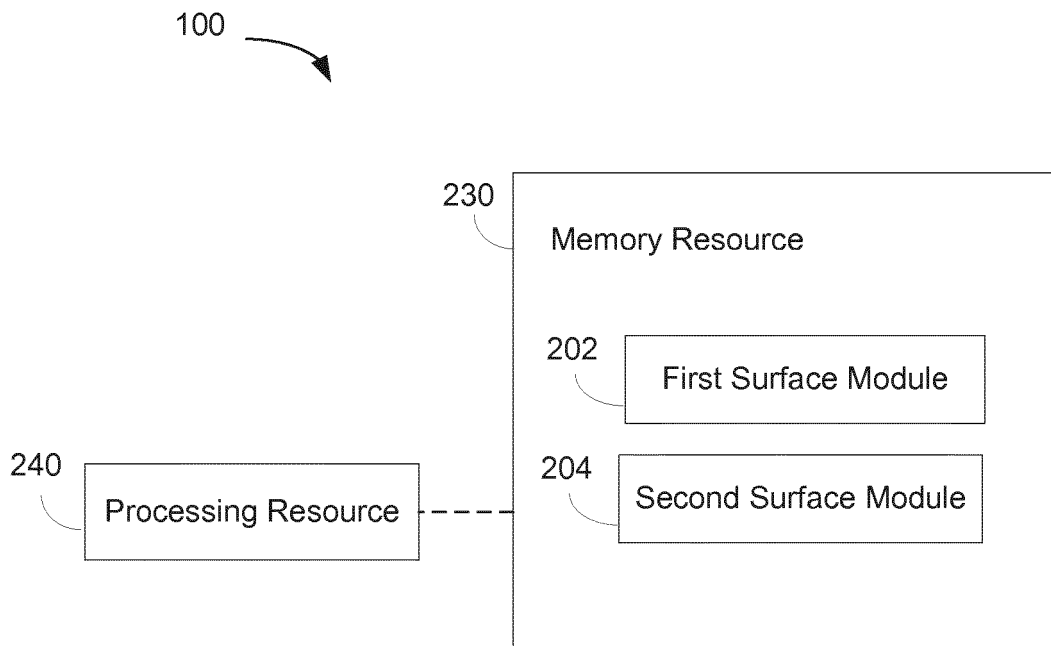 100
230
Memory Resource
202
First Surface Module
240
Processing Resource
204
Second Surface Module